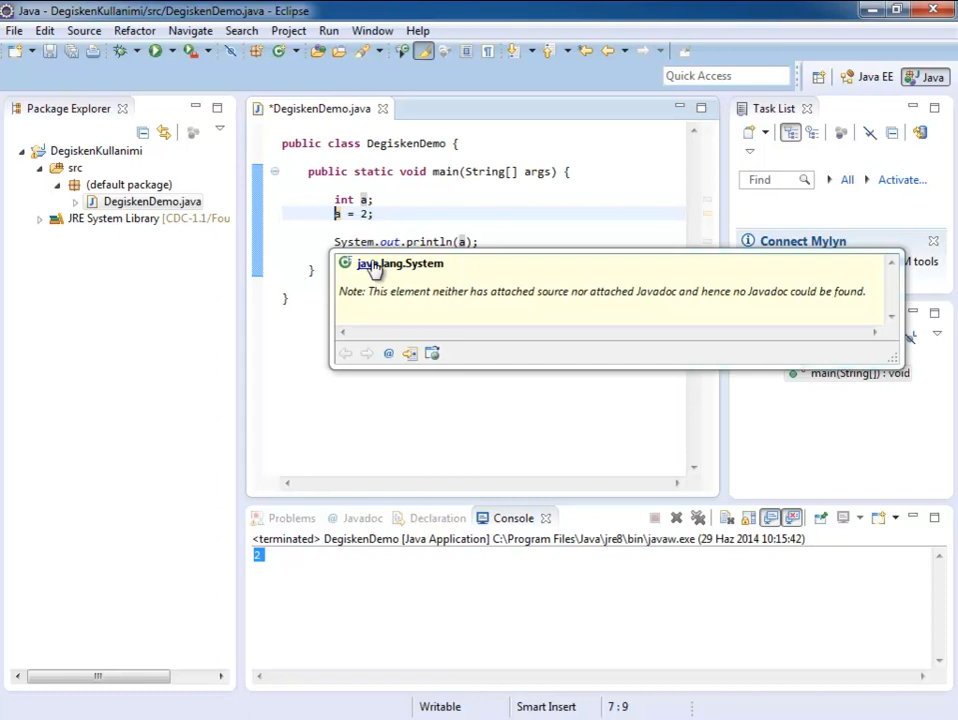 Java - DegiskenKullanimi/src/DegiskenDemo.java - Eclipse
File Edit Source Refactor Navigate Search Project Run Window Help
Quick Access
Java EE
Java
Package Explorer
DegiskenKullanimi
src
(default package)
DegiskenDemo.java
JRE System Library [CDC-1.1/Fou
*DegiskenDemo.java
public class DegiskenDemo {
public static void main(String[] args) {
int a;
a = 2;
System.out.println(a);
}
}
java.lang.System
Note: This element neither has attached source nor attached Javadoc and hence no Javadoc could be found.
@
Task List
Find
All
Activate...
Connect Mylyn
M tools
main(String[]) : void
Problems
@ Javadoc
Declaration
Console
<terminated> DegiskenDemo [Java Application] C:\Program Files\Java\jre8\bin\javaw.exe (29 Haz 2014 10:15:42)
2
Writable
Smart Insert
7 : 9